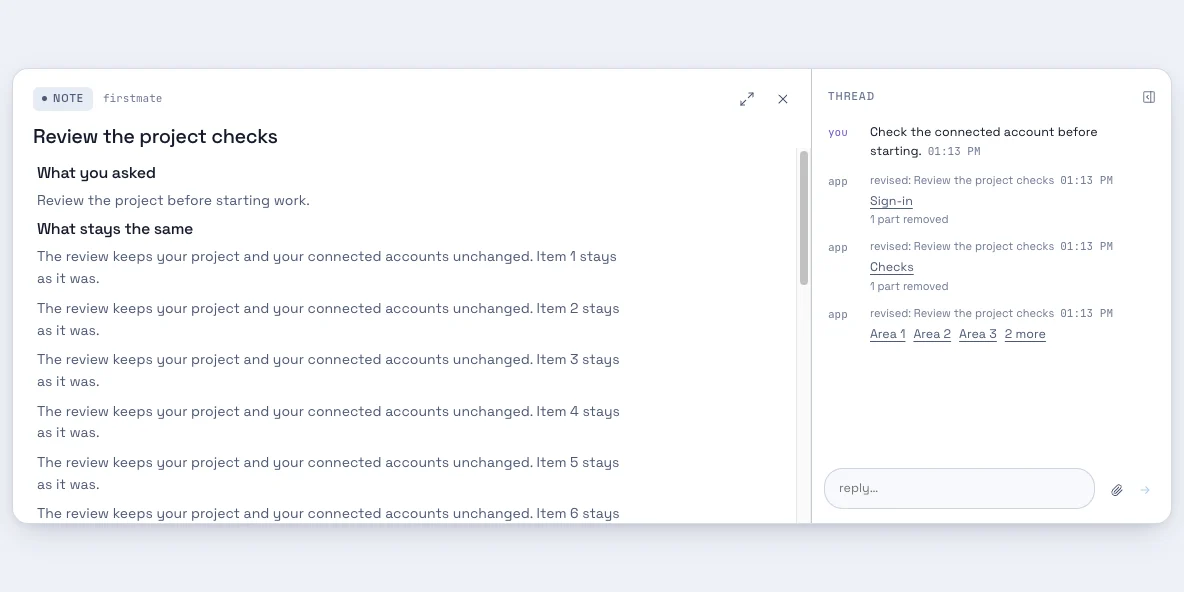 NOTE firstmate
Review the project checks
What you asked
Review the project before starting work.
What stays the same
The review keeps your project and your connected accounts unchanged. Item 1 stays
as it was.
The review keeps your project and your connected accounts unchanged. Item 2 stays
as it was.
The review keeps your project and your connected accounts unchanged. Item 3 stays
as it was.
The review keeps your project and your connected accounts unchanged. Item 4 stays
as it was.
The review keeps your project and your connected accounts unchanged. Item 5 stays
as it was.
The review keeps your project and your connected accounts unchanged. Item 6 stays
THREAD
you Check the connected account before
starting. 01:13 PM
app revised: Review the project checks 01:13 PM
Sign-in
1 part removed
app revised: Review the project checks 01:13 PM
Checks
1 part removed
app revised: Review the project checks 01:13 PM
Area 1 Area 2 Area 3 2 more
reply...